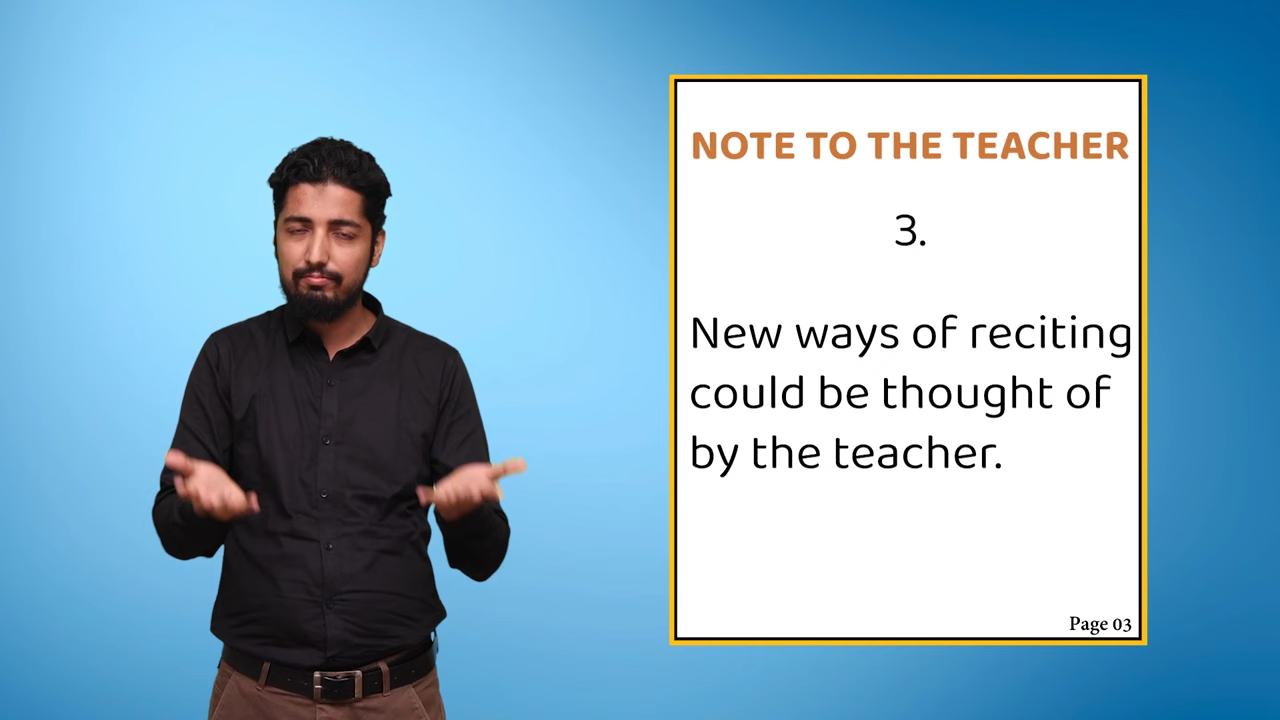 NOTE TO THE TEACHER
3.
New ways of reciting
could be thought of
by the teacher.
Page 03